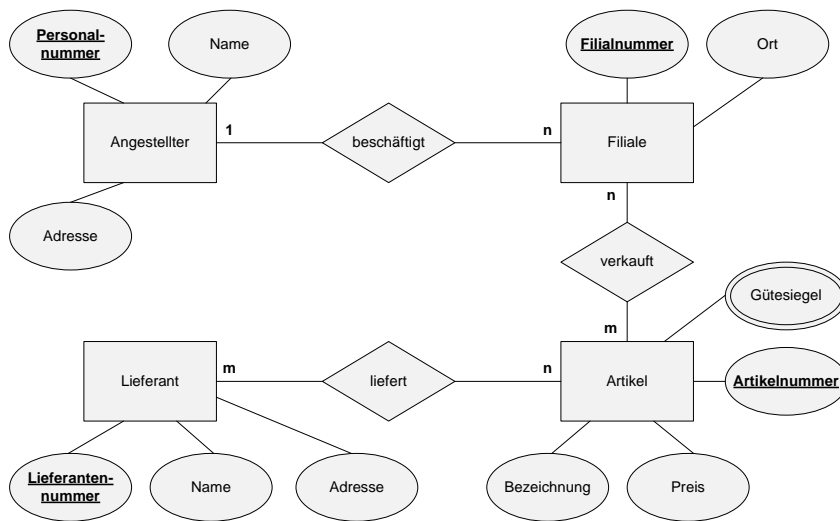 Personal-
nummer
Name
Filialnummer
Ort
Angestellter
1
beschäftigt
n
Filiale
Adresse
n
verkauft
Gütesiegel
m
Lieferant
m
liefert
n
Artikel
Artikelnummer
Lieferanten-
nummer
Name
Adresse
Bezeichnung
Preis